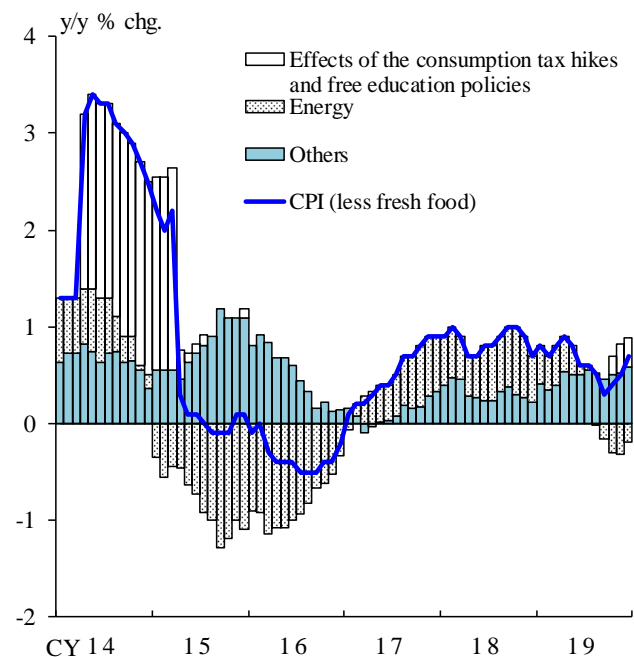 y/y % chg.
4
Effects of the consumption tax hikes
and free education policies
Energy
3
Others
CPI (less fresh food)
2
1
0
-1
-2
CY 14 15 16 17 18 19